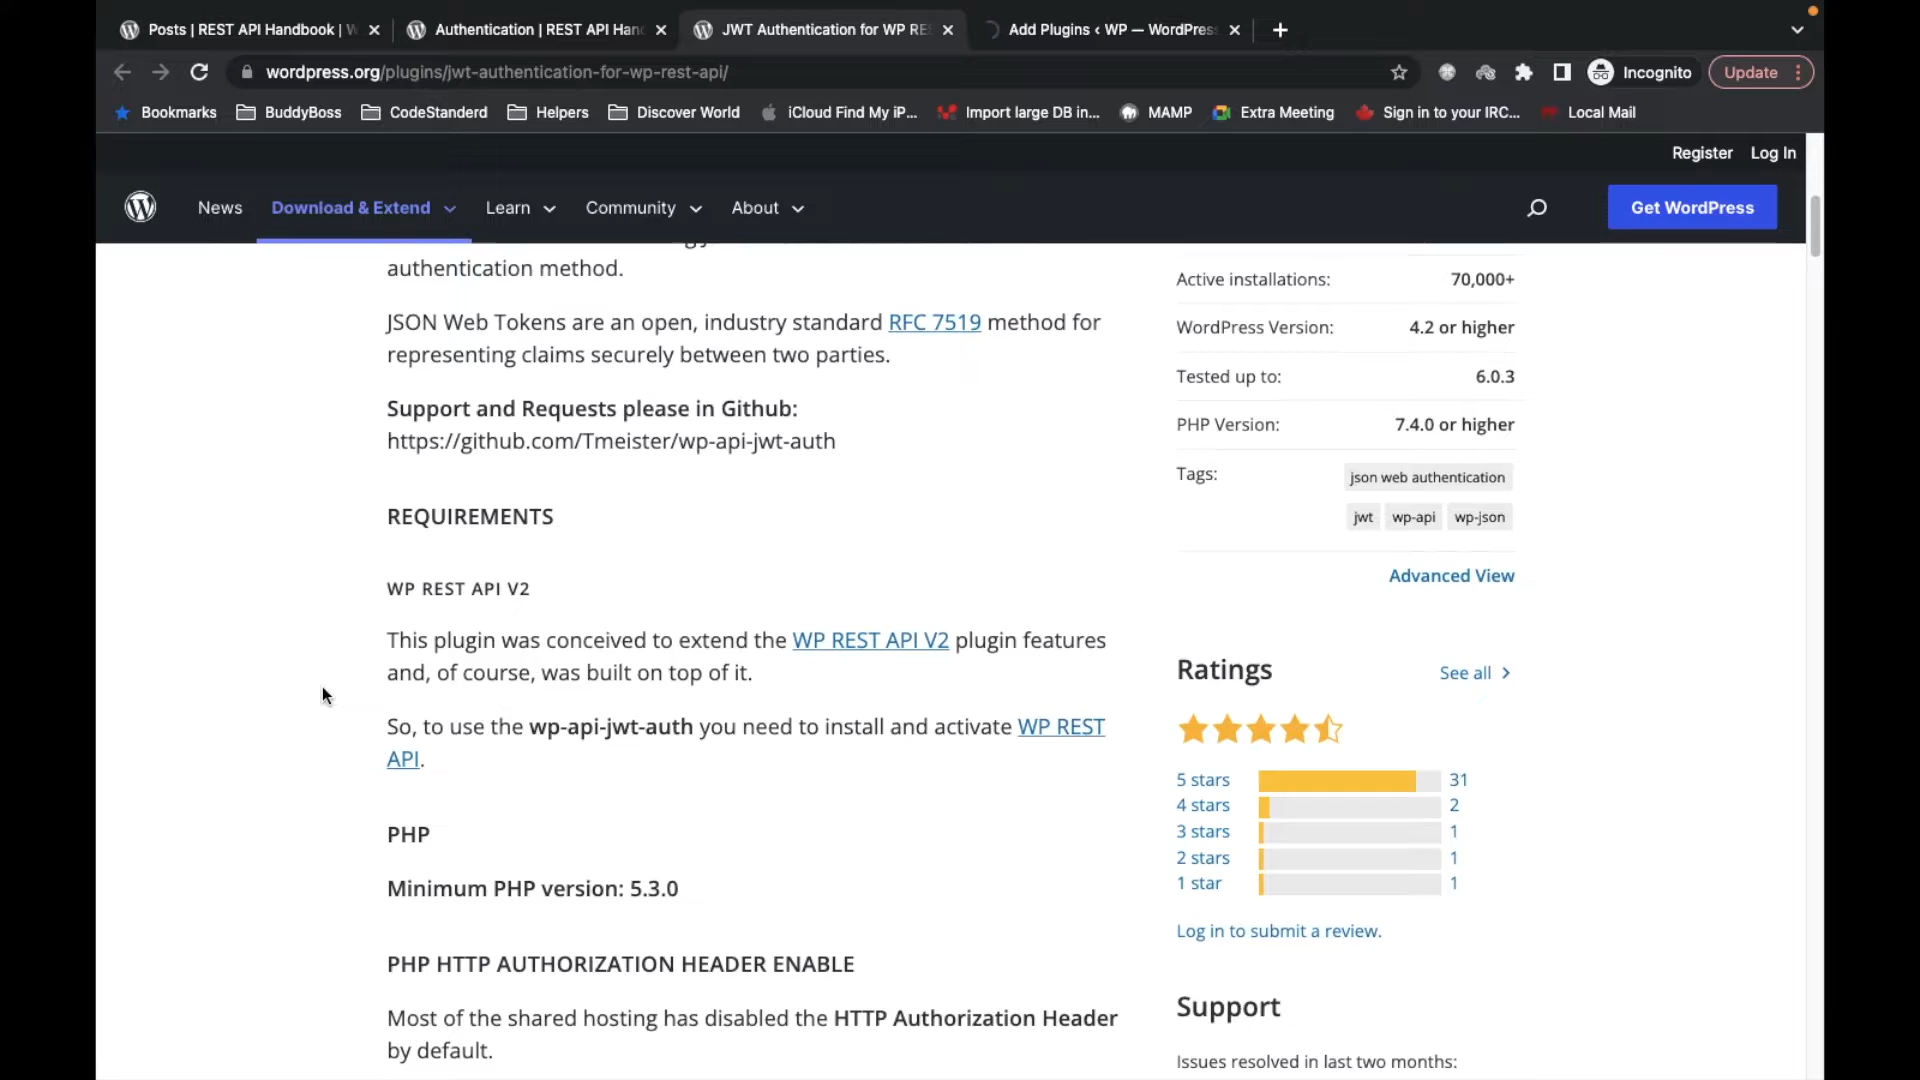 Posts | REST API Handbook | W
Authentication | REST API Han
JWT Authentication for WP RE
Add Plugins ‹ WP — WordPres
wordpress.org/plugins/jwt-authentication-for-wp-rest-api/
Incognito
Update
Bookmarks
BuddyBoss
CodeStanderd
Helpers
Discover World
iCloud Find My iP...
Import large DB in...
MAMP
Extra Meeting
Sign in to your IRC...
Local Mail
Register
Log In
News
Download & Extend
Learn
Community
About
Get WordPress
authentication method.
JSON Web Tokens are an open, industry standard RFC 7519 method for
representing claims securely between two parties.
Support and Requests please in Github:
https://github.com/Tmeister/wp-api-jwt-auth
REQUIREMENTS
WP REST API V2
This plugin was conceived to extend the WP REST API V2 plugin features
and, of course, was built on top of it.
So, to use the wp-api-jwt-auth you need to install and activate WP REST
API.
PHP
Minimum PHP version: 5.3.0
PHP HTTP AUTHORIZATION HEADER ENABLE
Most of the shared hosting has disabled the HTTP Authorization Header
by default.
Active installations: 70,000+
WordPress Version: 4.2 or higher
Tested up to: 6.0.3
PHP Version: 7.4.0 or higher
Tags: json web authentication
jwt wp-api wp-json
Advanced View
Ratings See all
5 stars 31
4 stars 2
3 stars 1
2 stars 1
1 star 1
Log in to submit a review.
Support
Issues resolved in last two months: